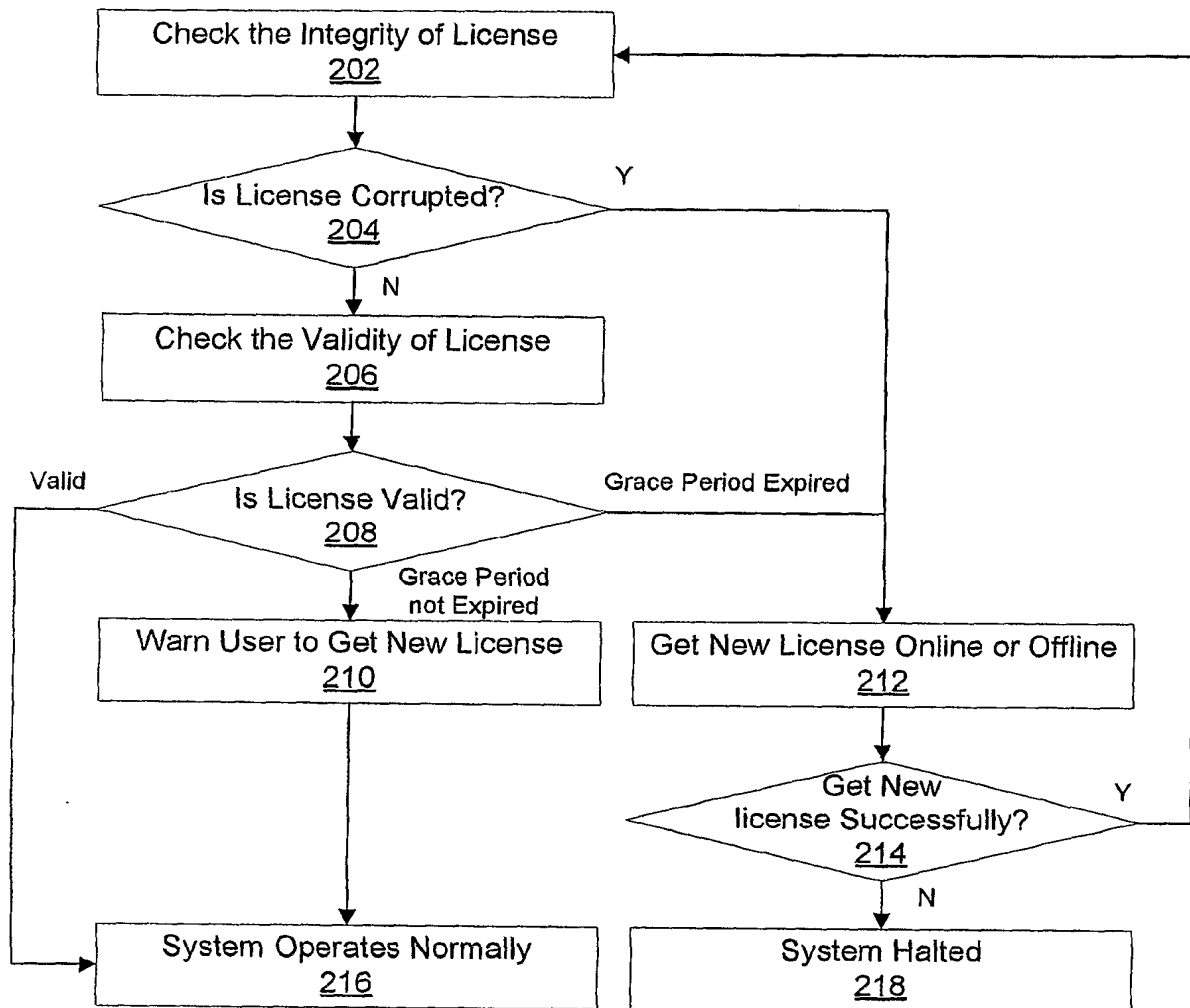 Check the Integrity of License
202
Is License Corrupted?
204
Y
N
Check the Validity of License
206
Valid
Is License Valid?
208
Grace Period Expired
Grace Period
not Expired
Warn User to Get New License
210
Get New License Online or Offline
212
Get New
license Successfully?
214
Y
N
System Operates Normally
216
System Halted
218